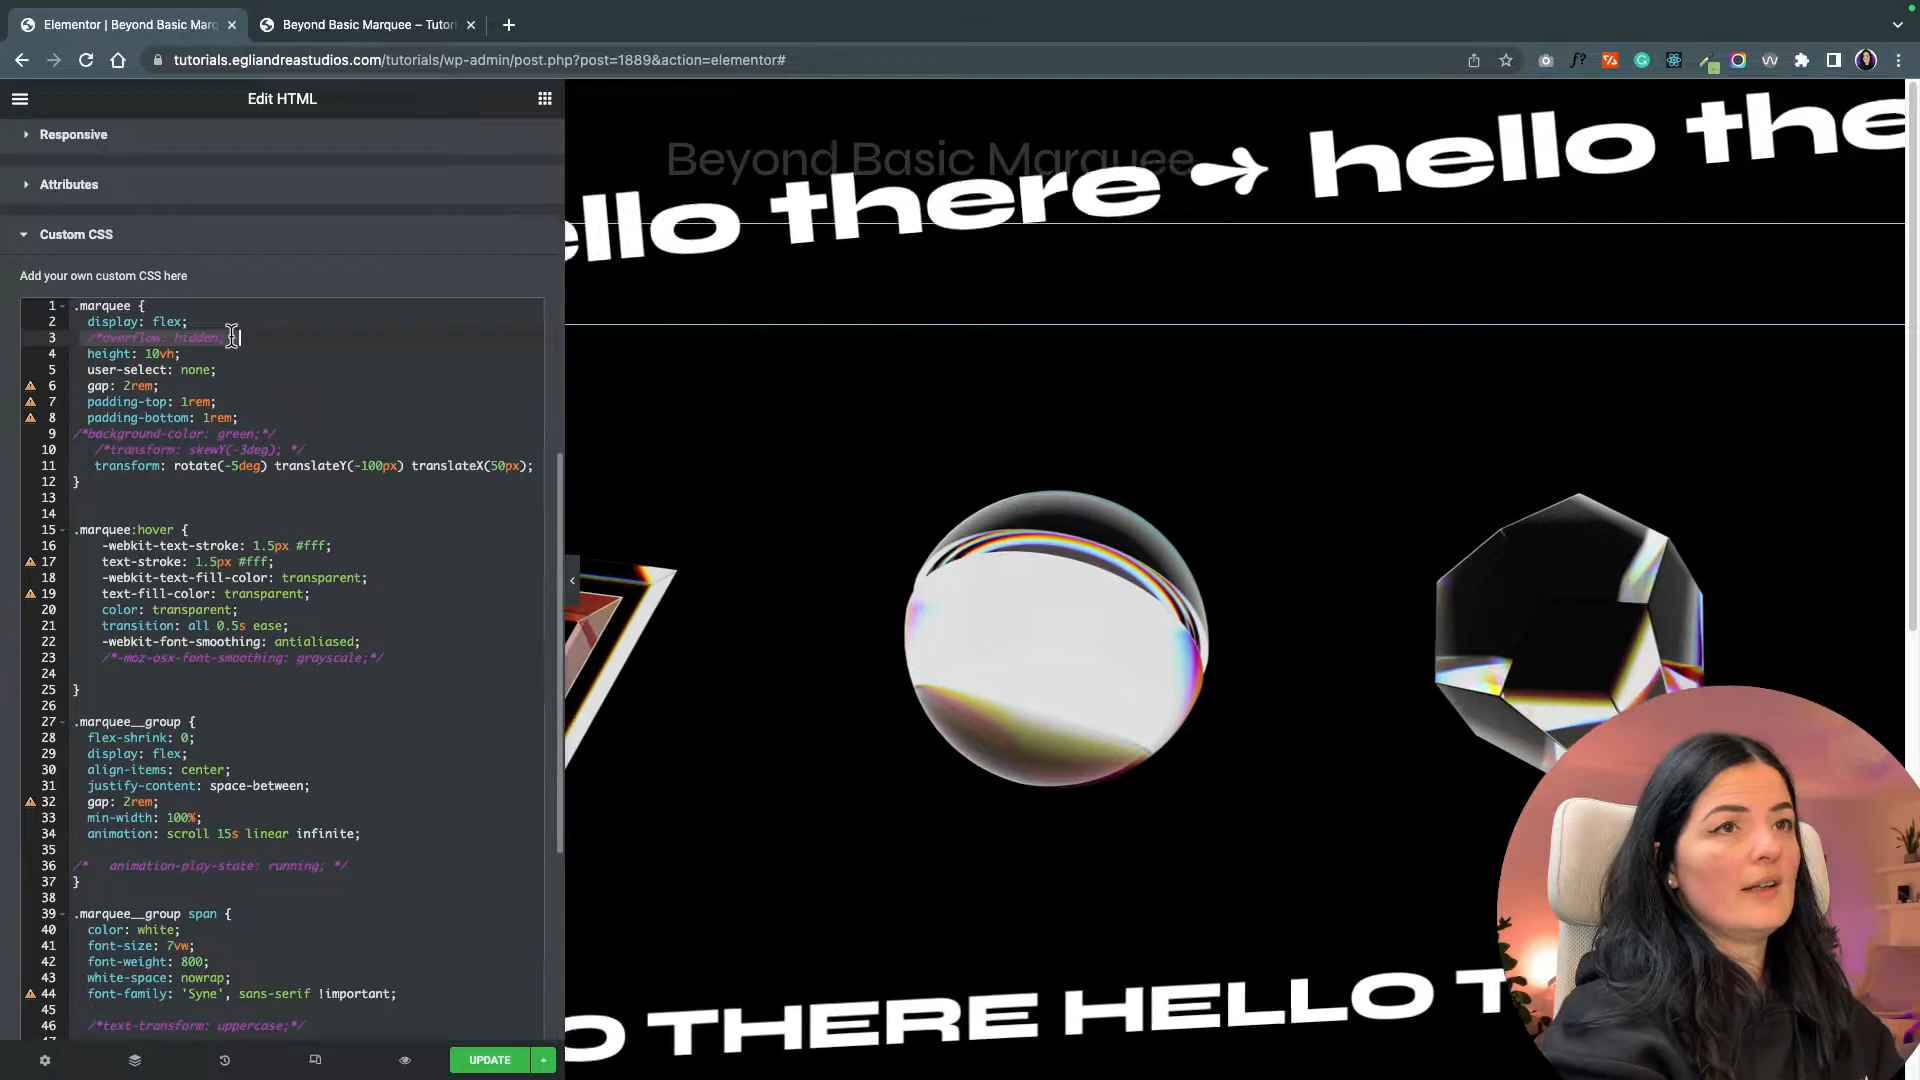 Elementor | Beyond Basic Marq
Beyond Basic Marquee – Tutori
tutorials.egliandreastudios.com/tutorials/wp-admin/post.php?post=1889&action=elementor#
Edit HTML
Responsive
Attributes
Custom CSS
Add your own custom CSS here
1 .marquee {
2 display: flex;
3 /*overflow: hidden;
4 height: 10vh;
5 user-select: none;
6 gap: 2rem;
7 padding-top: 1rem;
8 padding-bottom: 1rem;
9 /*background-color: green;*/
10 /*transform: skewY(-3deg); */
11 transform: rotate(-5deg) translateY(-100px) translateX(50px);
12 }
13
14
15 .marquee:hover {
16 -webkit-text-stroke: 1.5px #fff;
17 text-stroke: 1.5px #fff;
18 -webkit-text-fill-color: transparent;
19 text-fill-color: transparent;
20 color: transparent;
21 transition: all 0.5s ease;
22 -webkit-font-smoothing: antialiased;
23 /*-moz-osx-font-smoothing: grayscale;*/
24
25 }
26
27 .marquee__group {
28 flex-shrink: 0;
29 display: flex;
30 align-items: center;
31 justify-content: space-between;
32 gap: 2rem;
33 min-width: 100%;
34 animation: scroll 15s linear infinite;
35
36 /* animation-play-state: running; */
37 }
38
39 .marquee__group span {
40 color: white;
41 font-size: 7vw;
42 font-weight: 800;
43 white-space: nowrap;
44 font-family: 'Syne', sans-serif !important;
45
46 /*text-transform: uppercase;*/
UPDATE
Beyond Basic Marquee
ello there → hello the
O THERE HELLO T